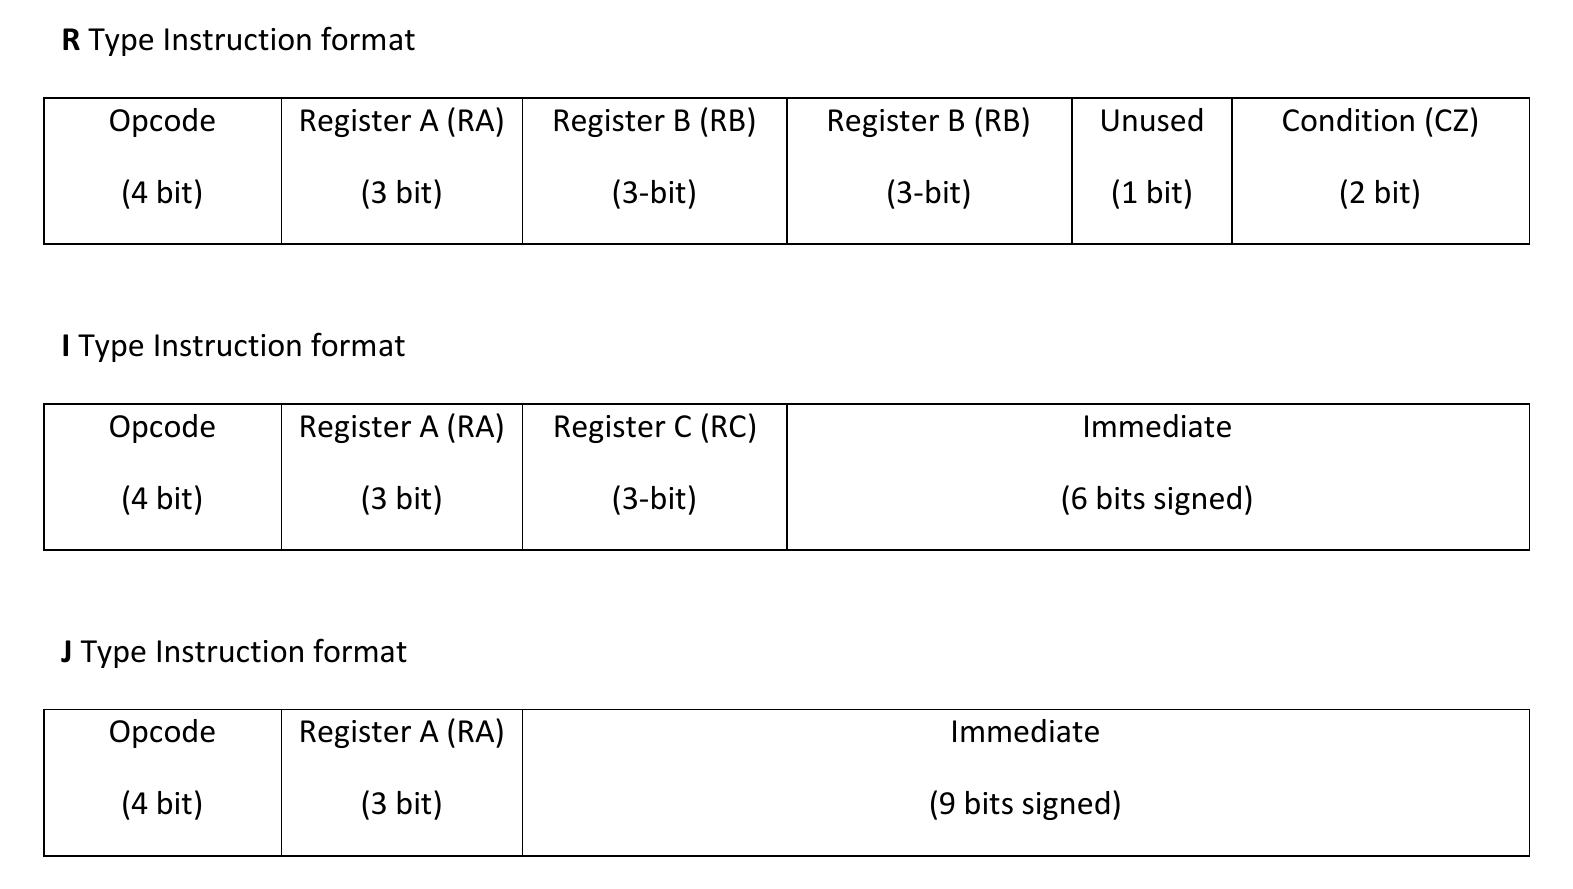 R Type Instruction format
Opcode Register A (RA) Register B (RB) Register B (RB) Unused Condition (CZ)
(4 bit) (3 bit) (3-bit) (3-bit) (1 bit) (2 bit)
I Type Instruction format
Opcode Register A (RA) Register C (RC) Immediate
(4 bit) (3 bit) (3-bit) (6 bits signed)
J Type Instruction format
Opcode Register A (RA) Immediate
(4 bit) (3 bit) (9 bits signed)